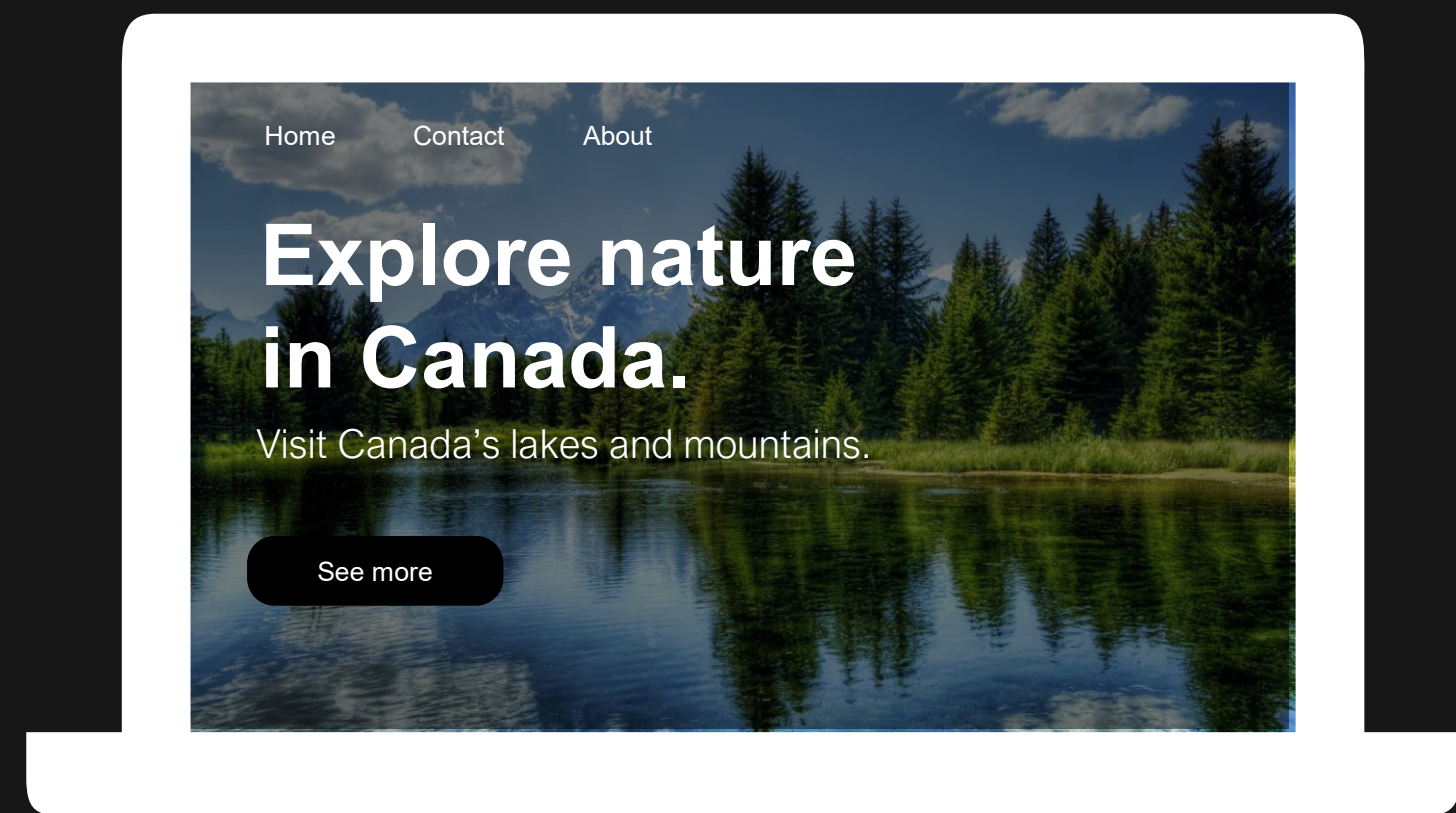 Home Contact About
Explore nature
in Canada.
Visit Canada’s lakes and mountains.
See more